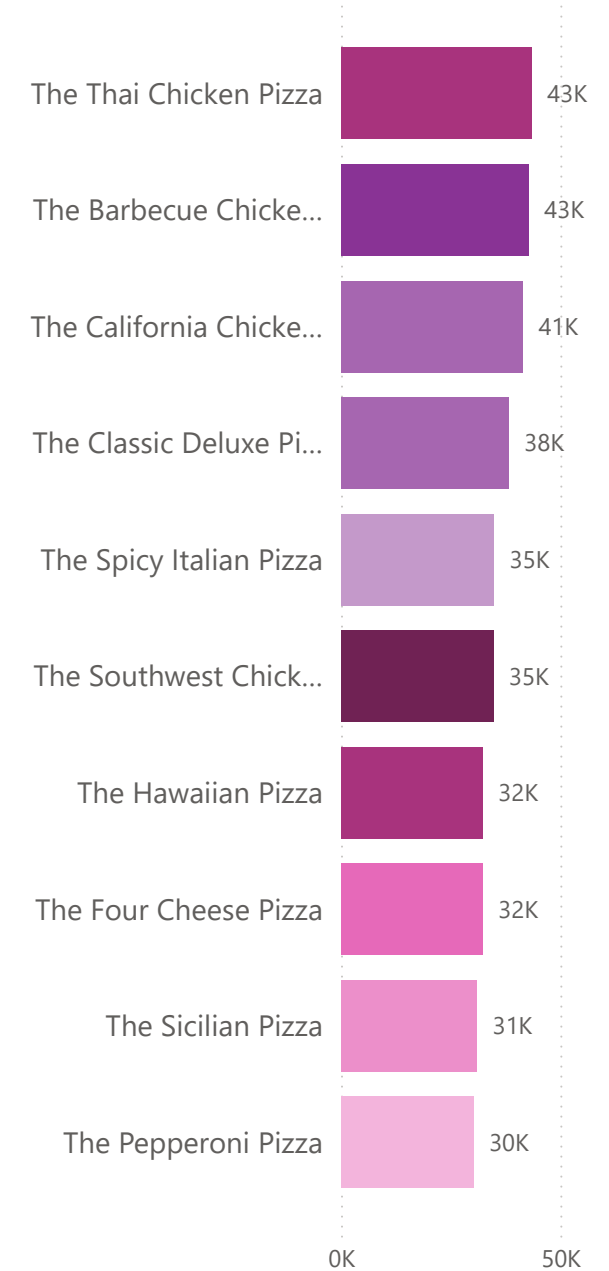 The Thai Chicken Pizza 43K
The Barbecue Chicke... 43K
The California Chicke... 41K
The Classic Deluxe Pi... 38K
The Spicy Italian Pizza 35K
The Southwest Chick... 35K
The Hawaiian Pizza 32K
The Four Cheese Pizza 32K
The Sicilian Pizza 31K
The Pepperoni Pizza 30K
0K 50K